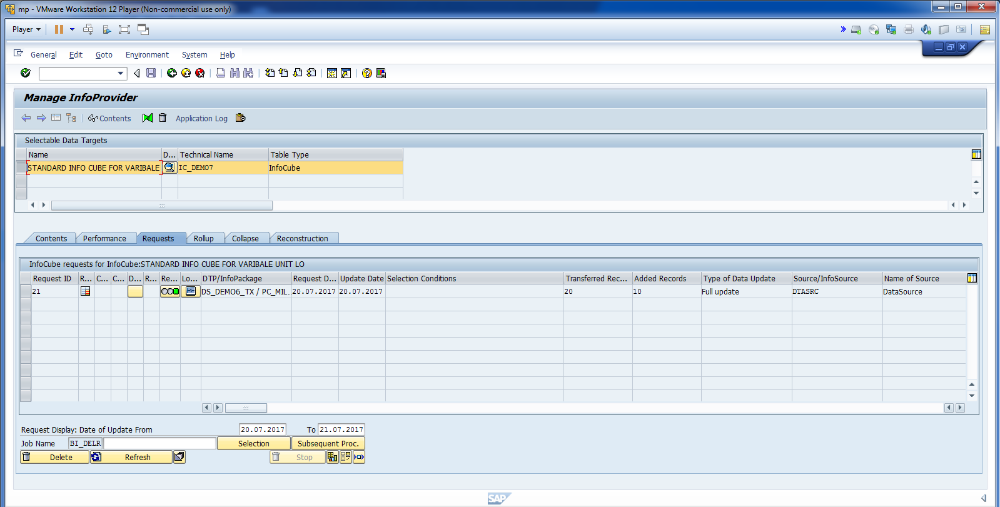 mp - VMware Workstation 12 Player (Non-commercial use only)
Player
General Edit Goto Environment System Help
Manage InfoProvider
Contents Application Log
Selectable Data Targets
Name D... Technical Name Table Type
STANDARD INFO CUBE FOR VARIBALE IC_DEMO7 InfoCube
Contents Performance Requests Rollup Collapse Reconstruction
InfoCube requests for InfoCube:STANDARD INFO CUBE FOR VARIBALE UNIT LO
Request ID R... C... C... D... R... Re... Lo... DTP/InfoPackage Request D... Update Date Selection Conditions Transferred Rec... Added Records Type of Data Update Source/InfoSource Name of Source
21 DS_DEMO6_TX / PC_MIL... 20.07.2017 20.07.2017 20 10 Full update DTASRC DataSource
Request Display: Date of Update From 20.07.2017 To 21.07.2017
Job Name BI_DELR Selection Subsequent Proc.
Delete Refresh Stop
SAP